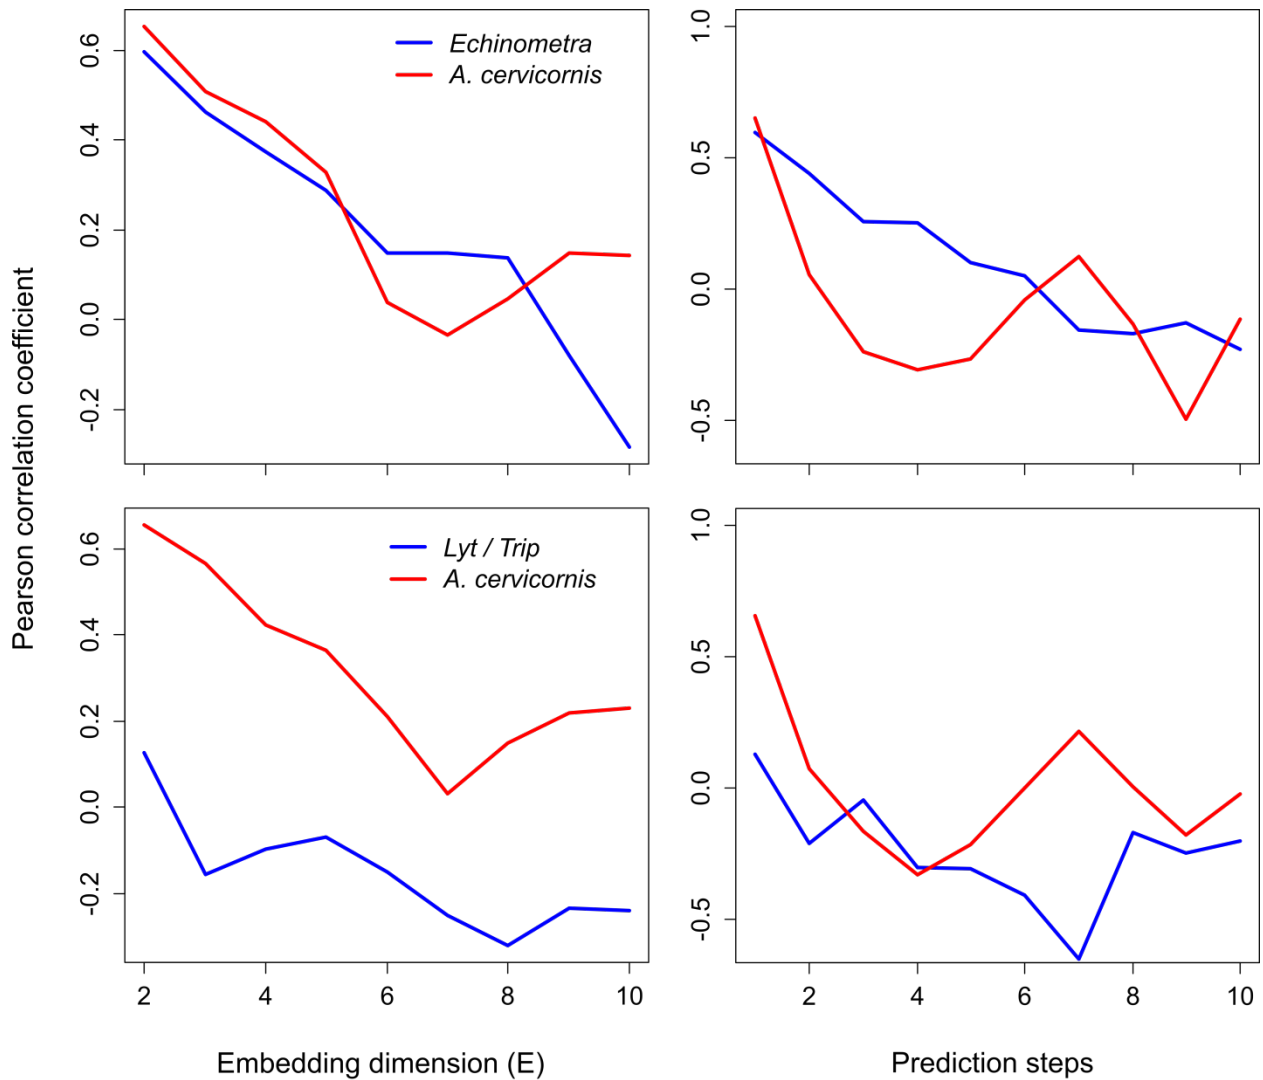 Pearson correlation coefficient
0.6
0.4
0.2
0.0
-0.2
Echinometra
A. cervicornis
1.0
0.5
0.0
-0.5
0.6
0.4
0.2
0.0
-0.2
Lyt / Trip
A. cervicornis
1.0
0.5
0.0
-0.5
2 4 6 8 10
2 4 6 8 10
Embedding dimension (E)
Prediction steps